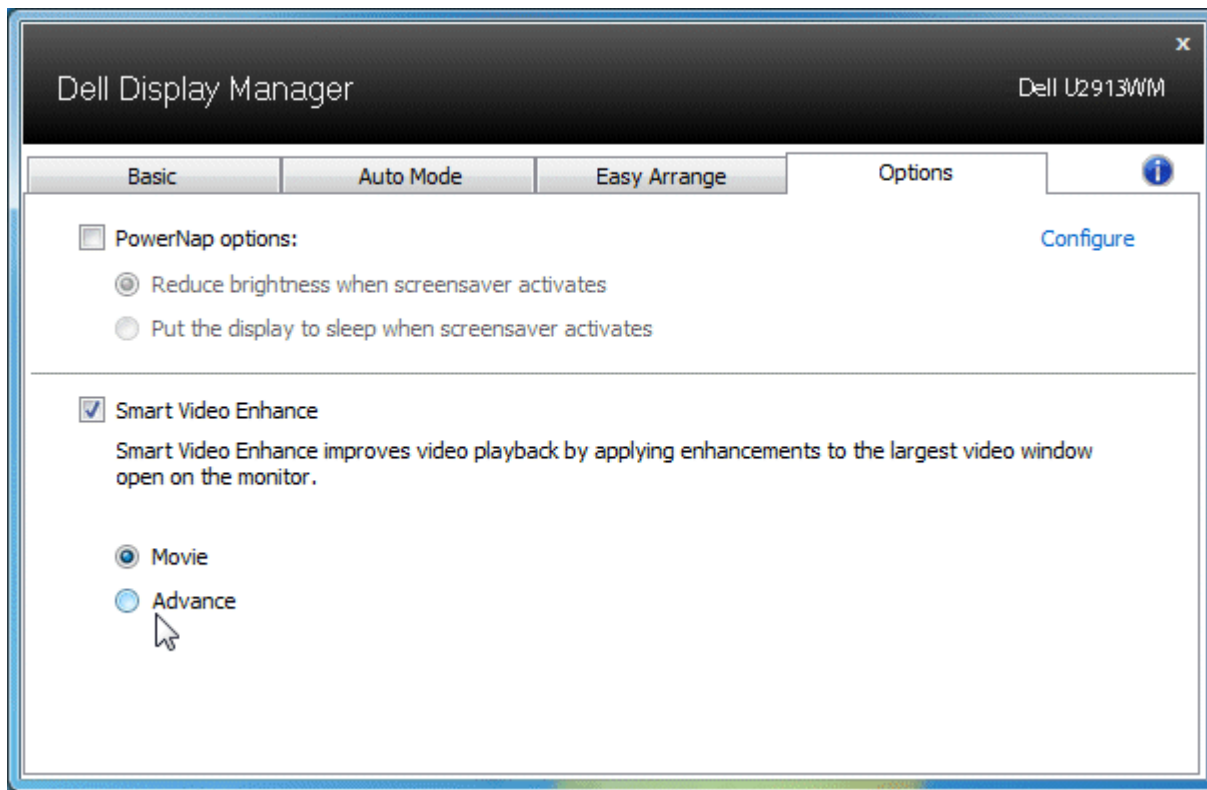 x
Dell Display Manager
Dell U2913WM
Basic
Auto Mode
Easy Arrange
Options
i
PowerNap options:
Configure
Reduce brightness when screensaver activates
Put the display to sleep when screensaver activates
Smart Video Enhance
Smart Video Enhance improves video playback by applying enhancements to the largest video window
open on the monitor.
Movie
Advance